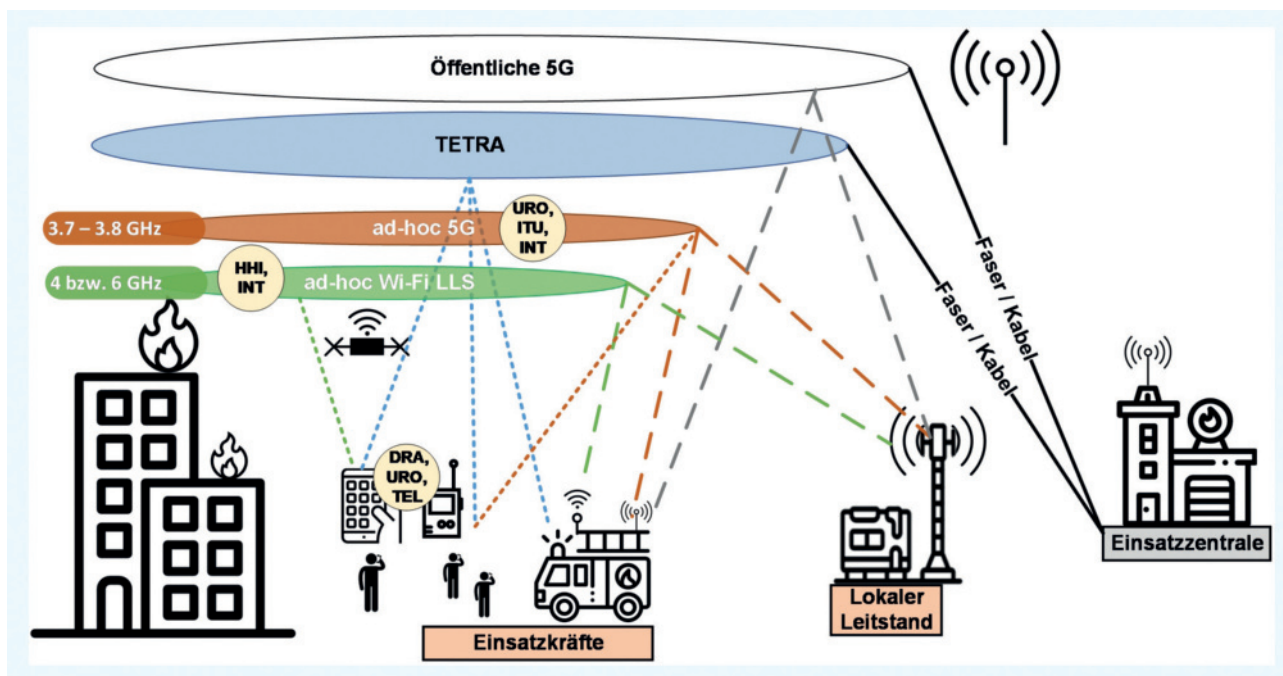 Öffentliche 5G
TETRA
3.7 – 3.8 GHz
ad-hoc 5G
URO,
ITU,
INT
4 bzw. 6 GHz
HHI,
INT
ad-hoc Wi-Fi LLS
Faser / Kabel
Faser / Kabel
DRA,
URO,
TEL
Einsatzzentrale
Lokaler
Leitstand
Einsatzkräfte